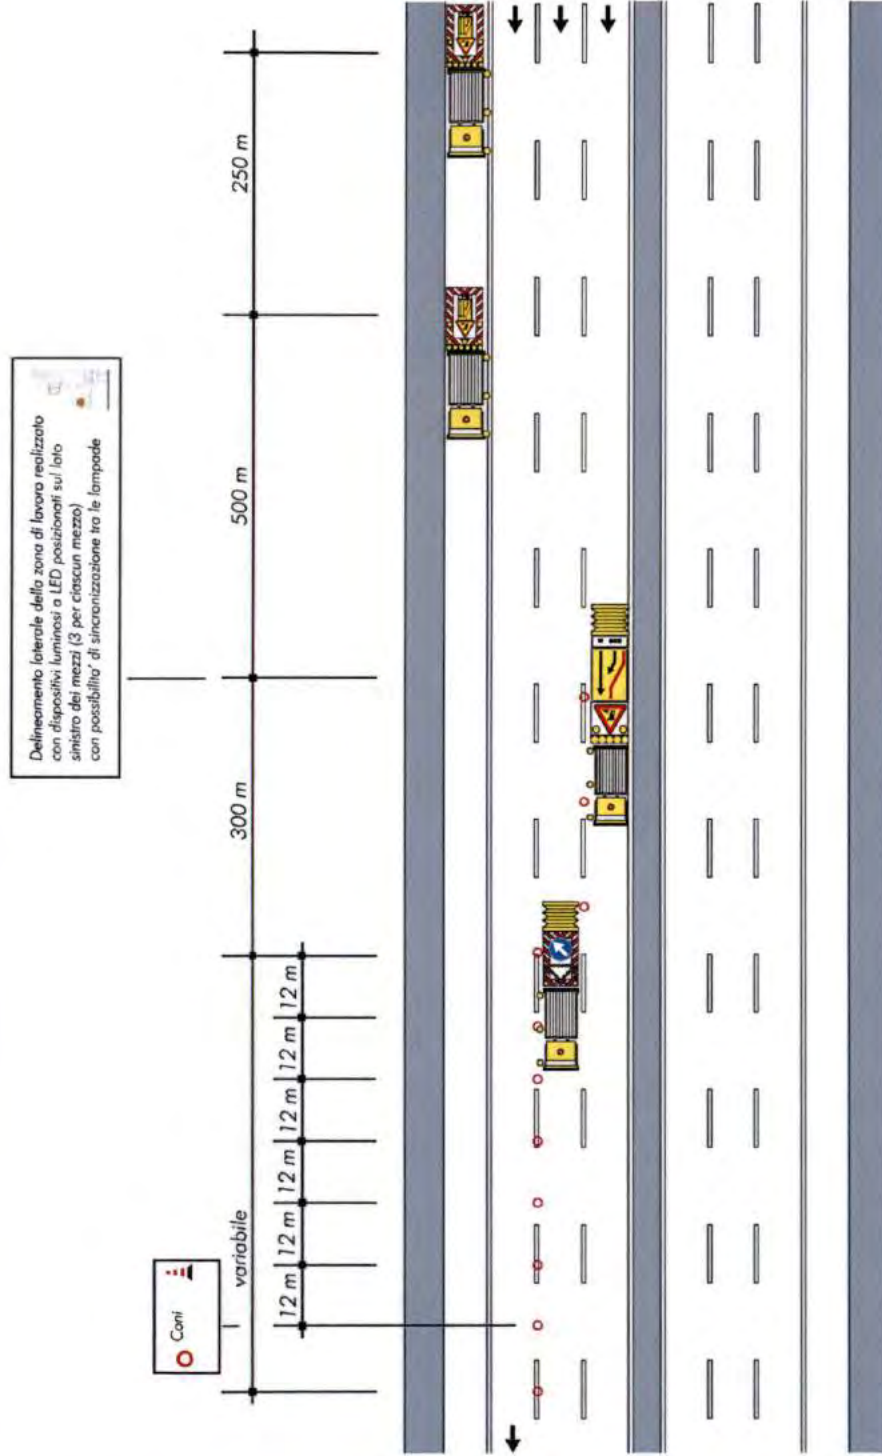 Delineamento laterale della zona di lavoro realizzato
con dispositivi luminosi a LED posizionati sul lato
sinistro dei mezzi (3 per ciascun mezzo)
con possibilita' di sincronizzazione tra le lampade
250 m
500 m
300 m
variabile
12 m
12 m
12 m
12 m
12 m
12 m
Coni